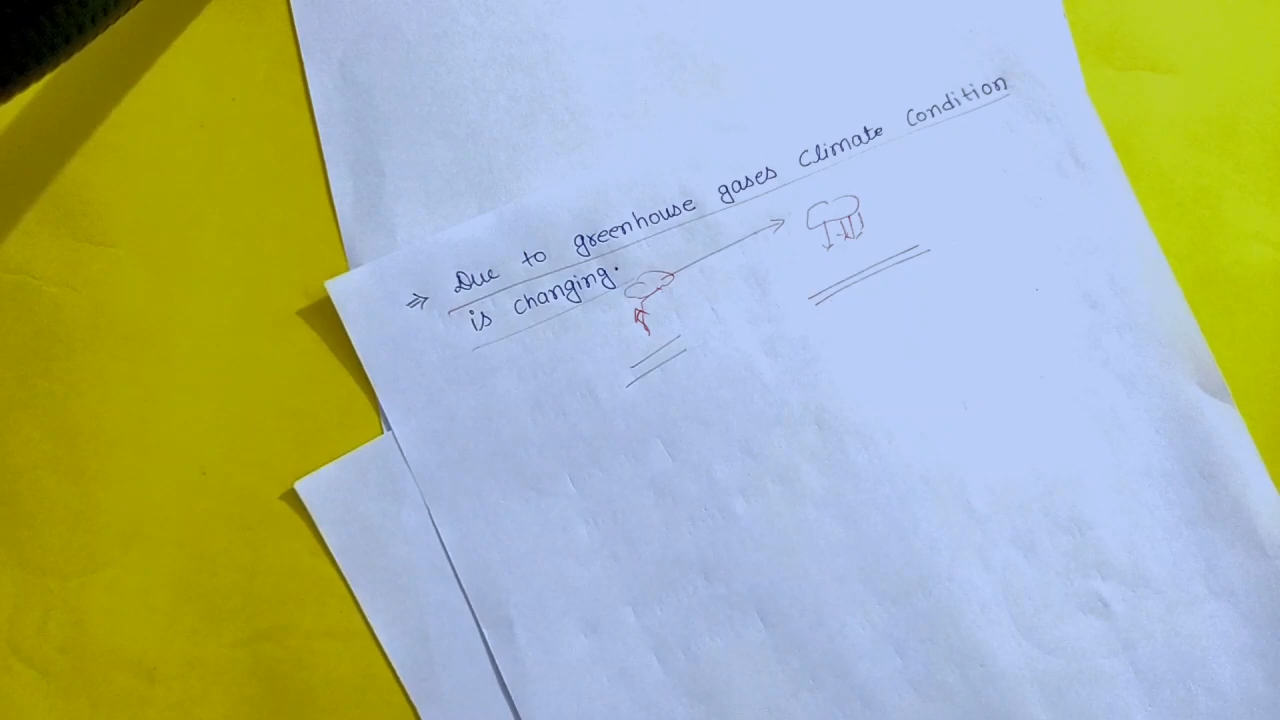 ⇒ Due to greenhouse gases Climate Condition
is changing.